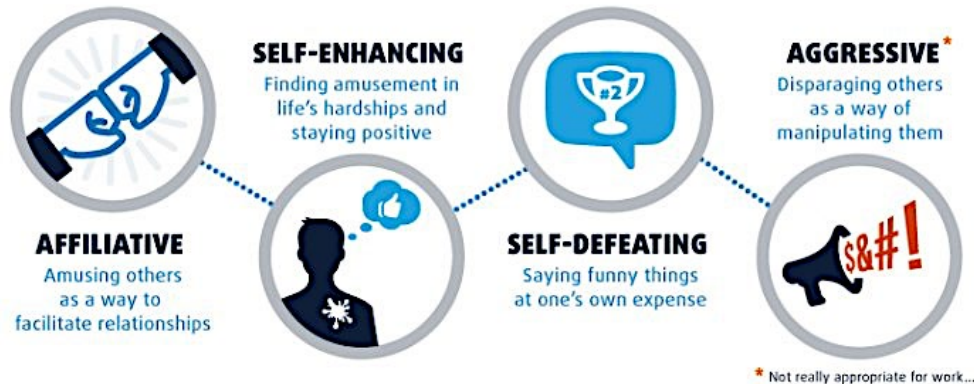 AFFILIATIVE
Amusing others
as a way to
facilitate relationships
SELF-ENHANCING
Finding amusement in
life's hardships and
staying positive
#2
SELF-DEFEATING
Saying funny things
at one's own expense
AGGRESSIVE*
Disparaging others
as a way of
manipulating them
$&#!
* Not really appropriate for work...